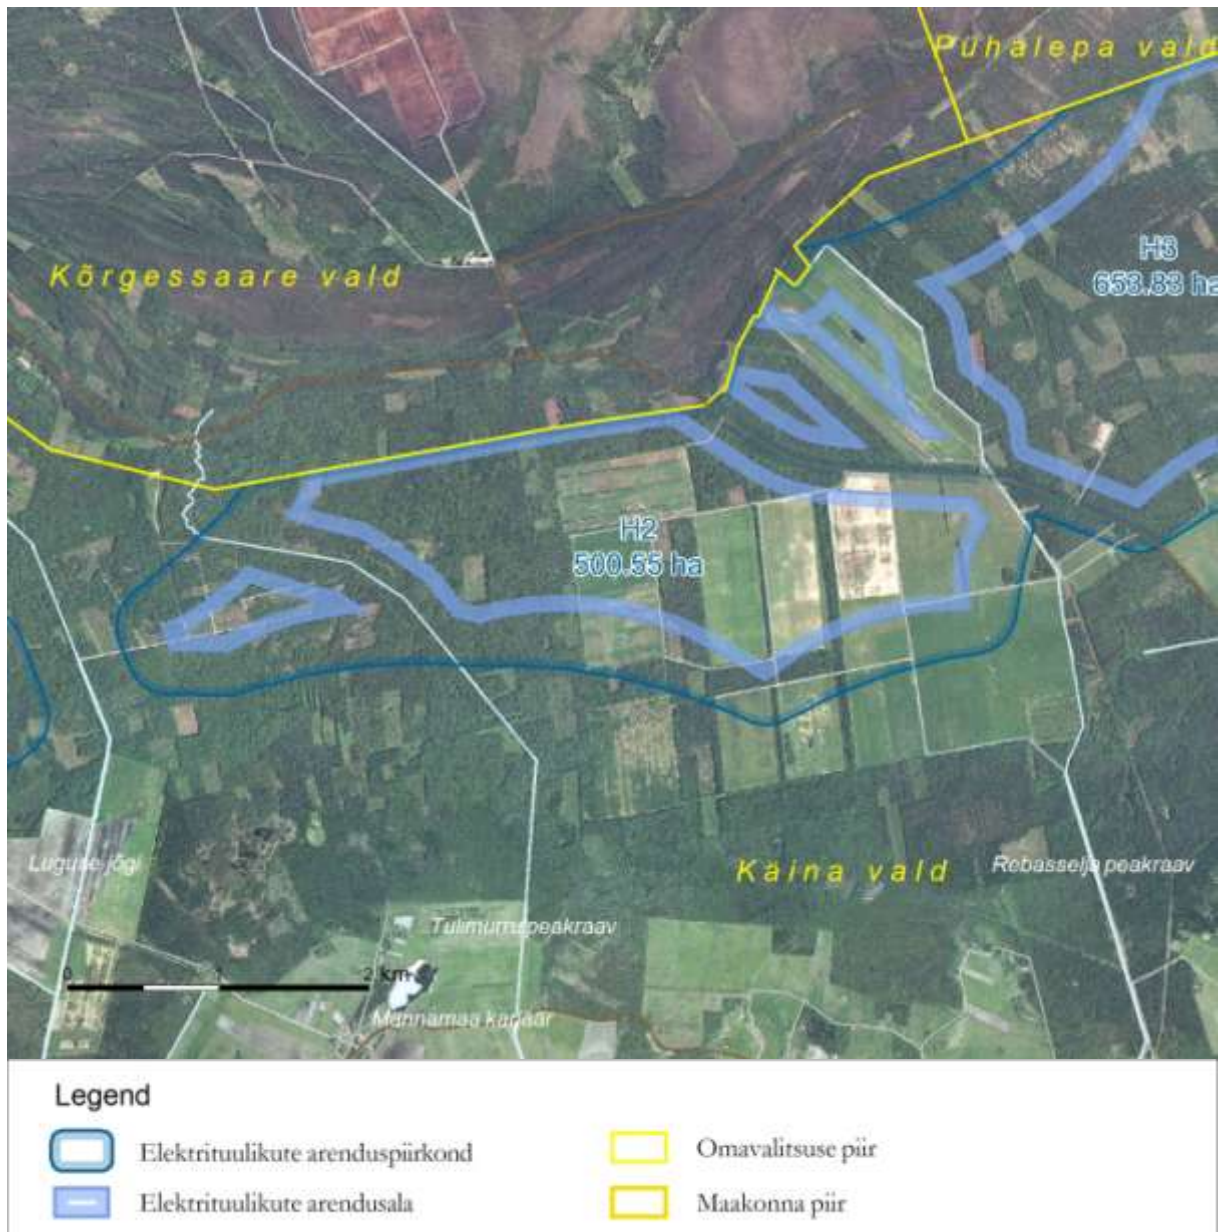 Pühalepa vald
Kõrgessaare vald
H3
653.83 ha
H2
500.55 ha
Käina vald
Luguse jõgi
Rebasselja peakraav
Tulimurru peakraav
0 1 2 km
Mannamaa karjäär
Legend
Elektrituulikute arenduspiirkond
Omavalitsuse piir
Elektrituulikute arendusala
Maakonna piir